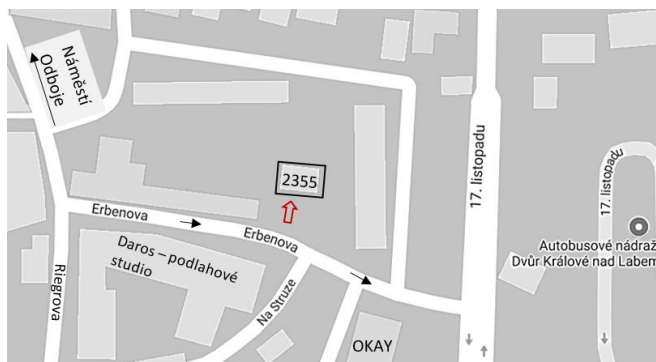 Náměstí
Odboje
2355
17. listopadu
17. listopadu
Erbenova
Erbenova
Autobusové nádraž
Dvůr Králové nad Labem
Daros – podlahové
studio
Riegrova
Na Struze
OKAY